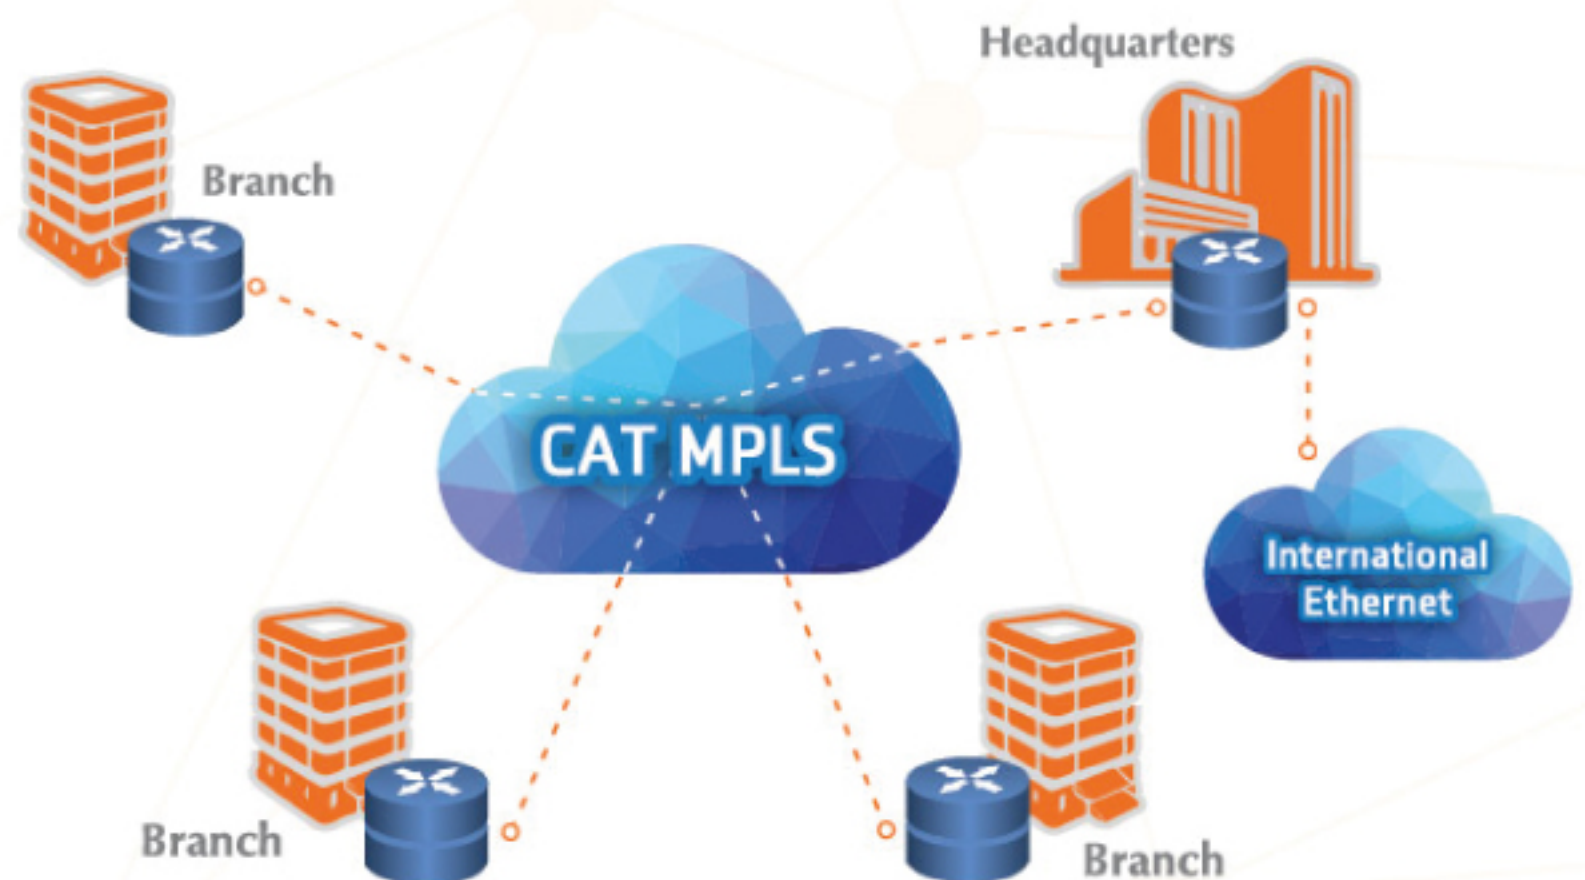 Headquarters
Branch
CAT MPLS
International
Ethernet
Branch
Branch